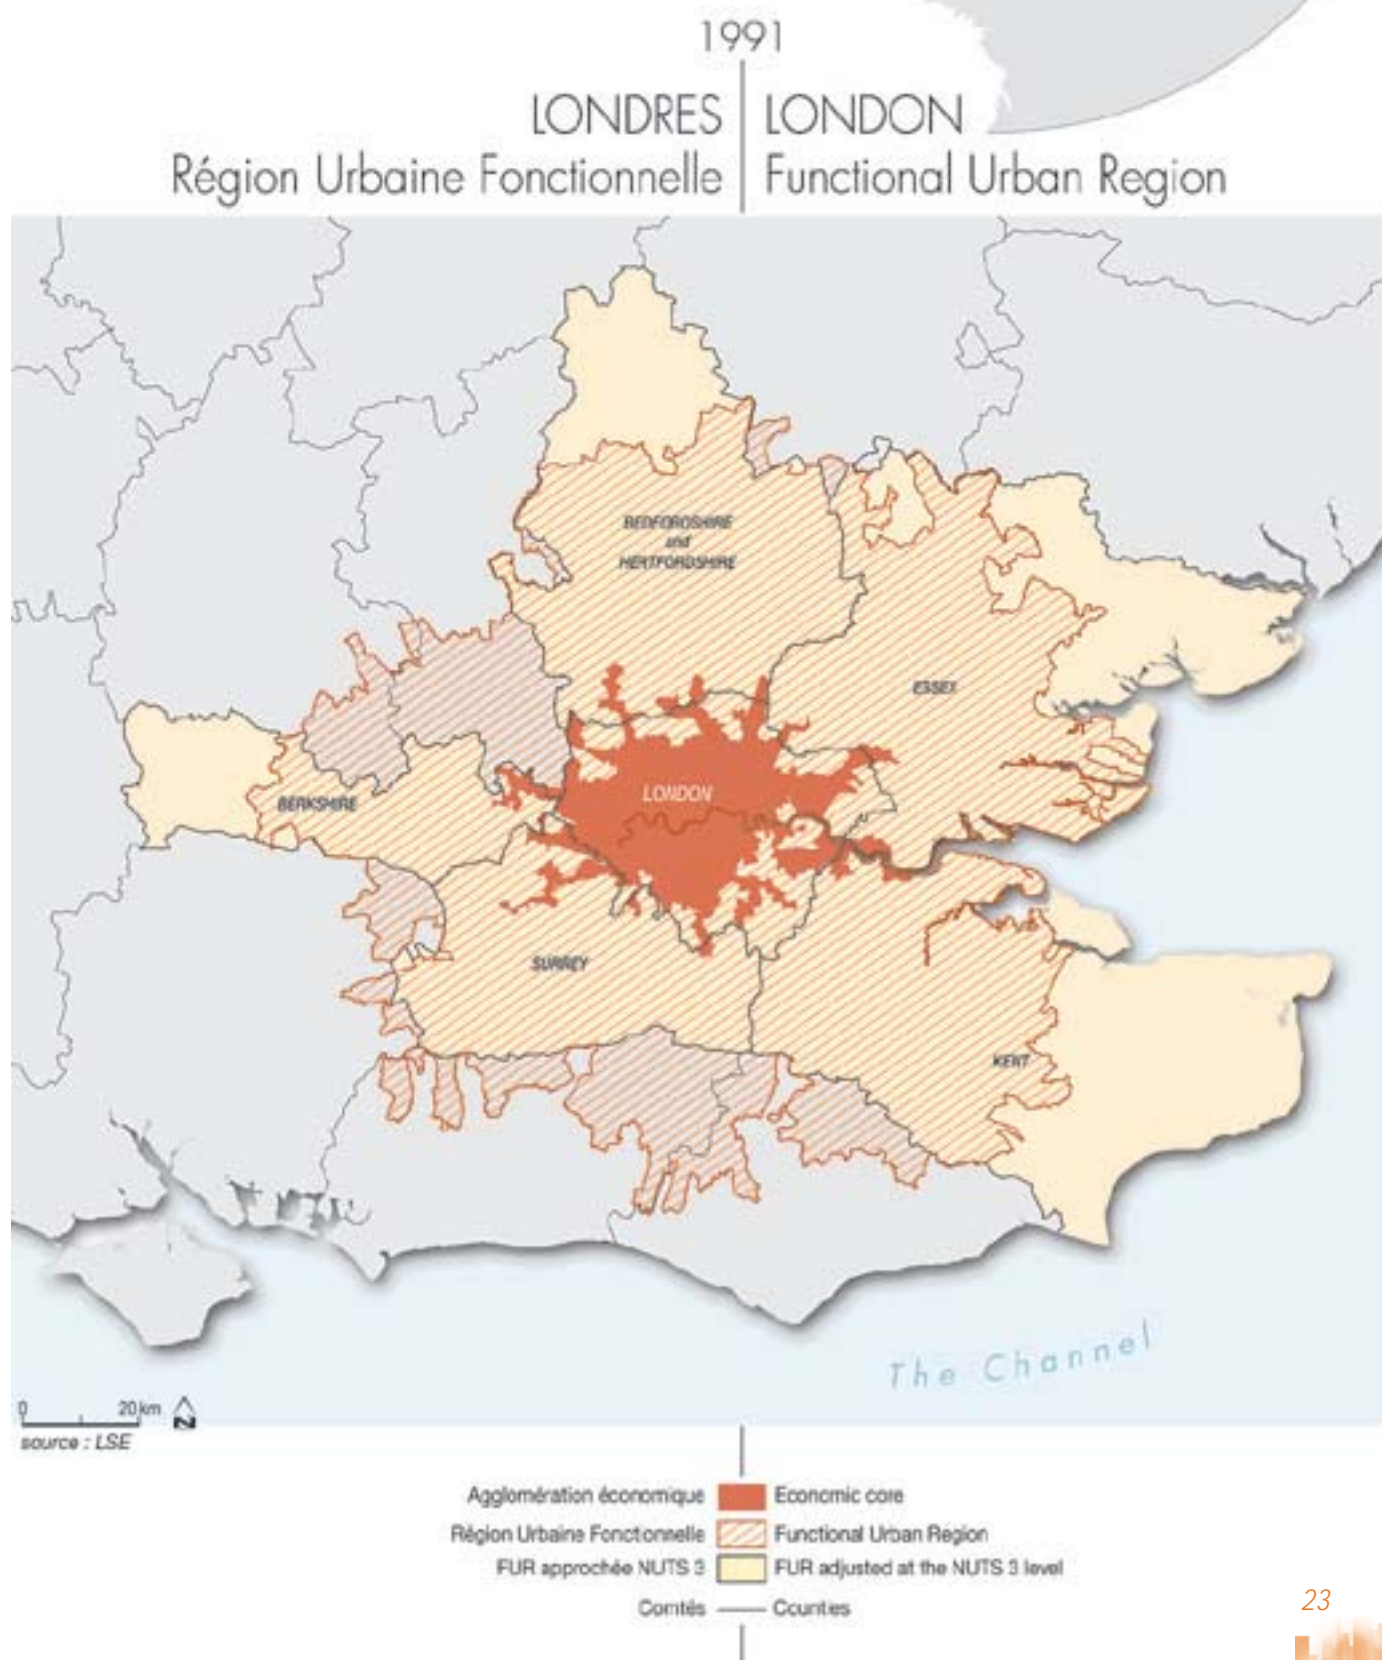 1991
LONDRES | LONDON
Région Urbaine Fonctionnelle | Functional Urban Region
BEDFORDSHIRE
and
HERTFORDSHIRE
ESSEX
LONDON
BERKSHIRE
SURREY
KENT
The Channel
0 20 km N
source : LSE
Agglomération économique Economic core
Région Urbaine Fonctionnelle Functional Urban Region
FUR approchée NUTS 3 FUR adjusted at the NUTS 3 level
Comtés Counties
23